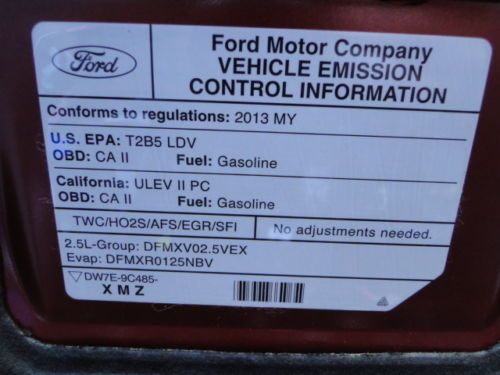 Ford
Ford Motor Company
VEHICLE EMISSION
CONTROL INFORMATION
Conforms to regulations: 2013 MY
U.S. EPA: T2B5 LDV
OBD: CA II Fuel: Gasoline
California: ULEV II PC
OBD: CA II Fuel: Gasoline
TWC/HO2S/AFS/EGR/SFI No adjustments needed.
2.5L-Group: DFMXV02.5VEX
Evap: DFMXR0125NBV
DW7E-9C485-
X M Z